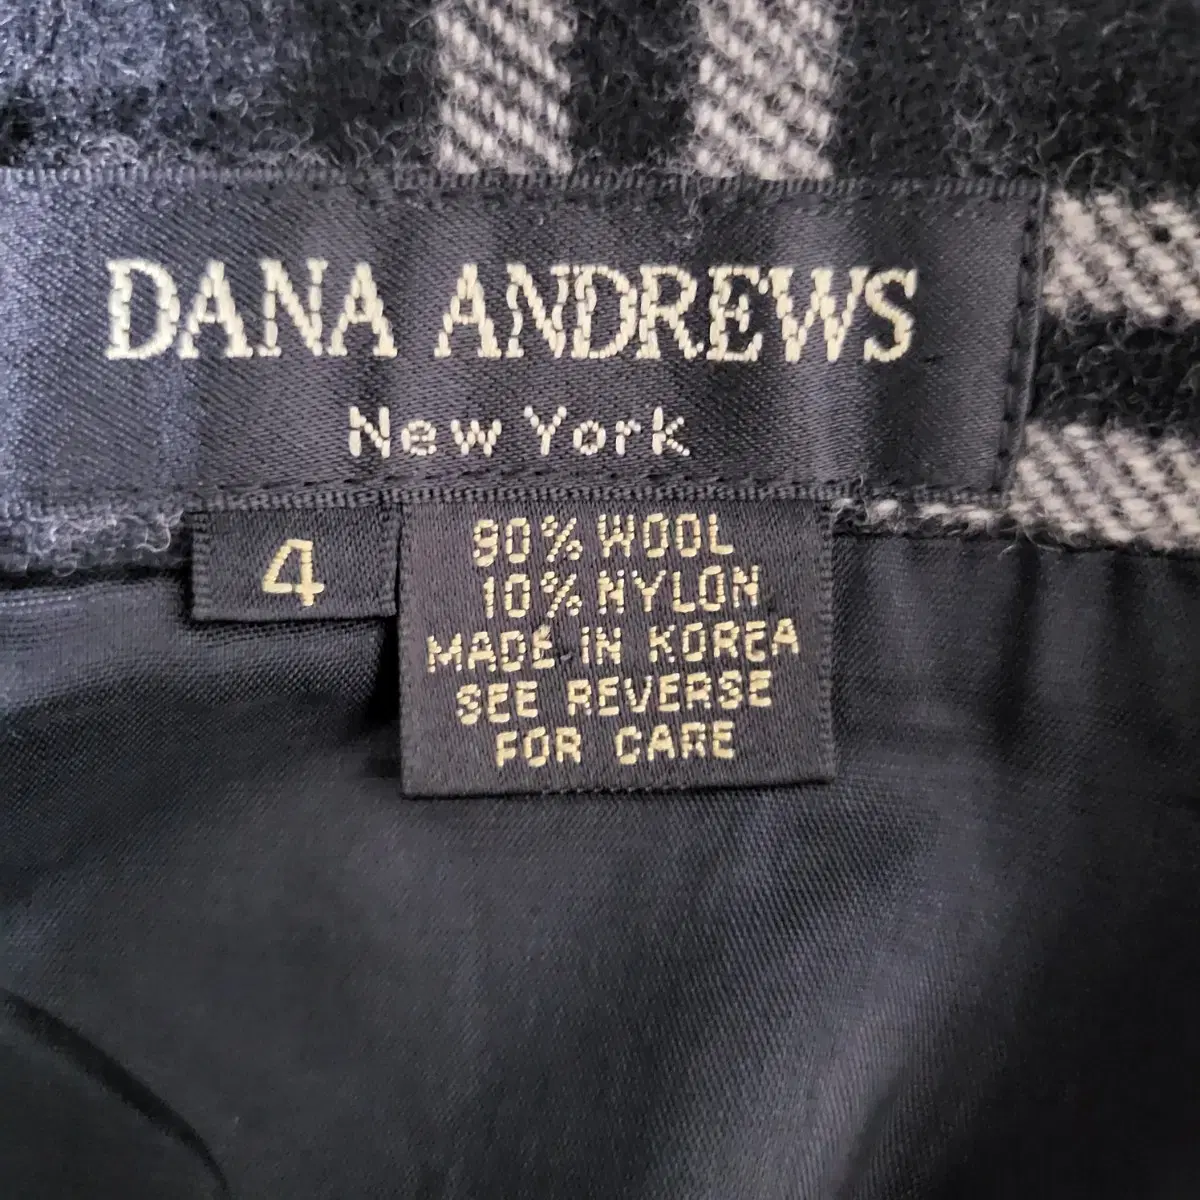 DANA ANDREWS
New York
4
90% WOOL
10% NYLON
MADE IN KOREA
SEE REVERSE
FOR CARE